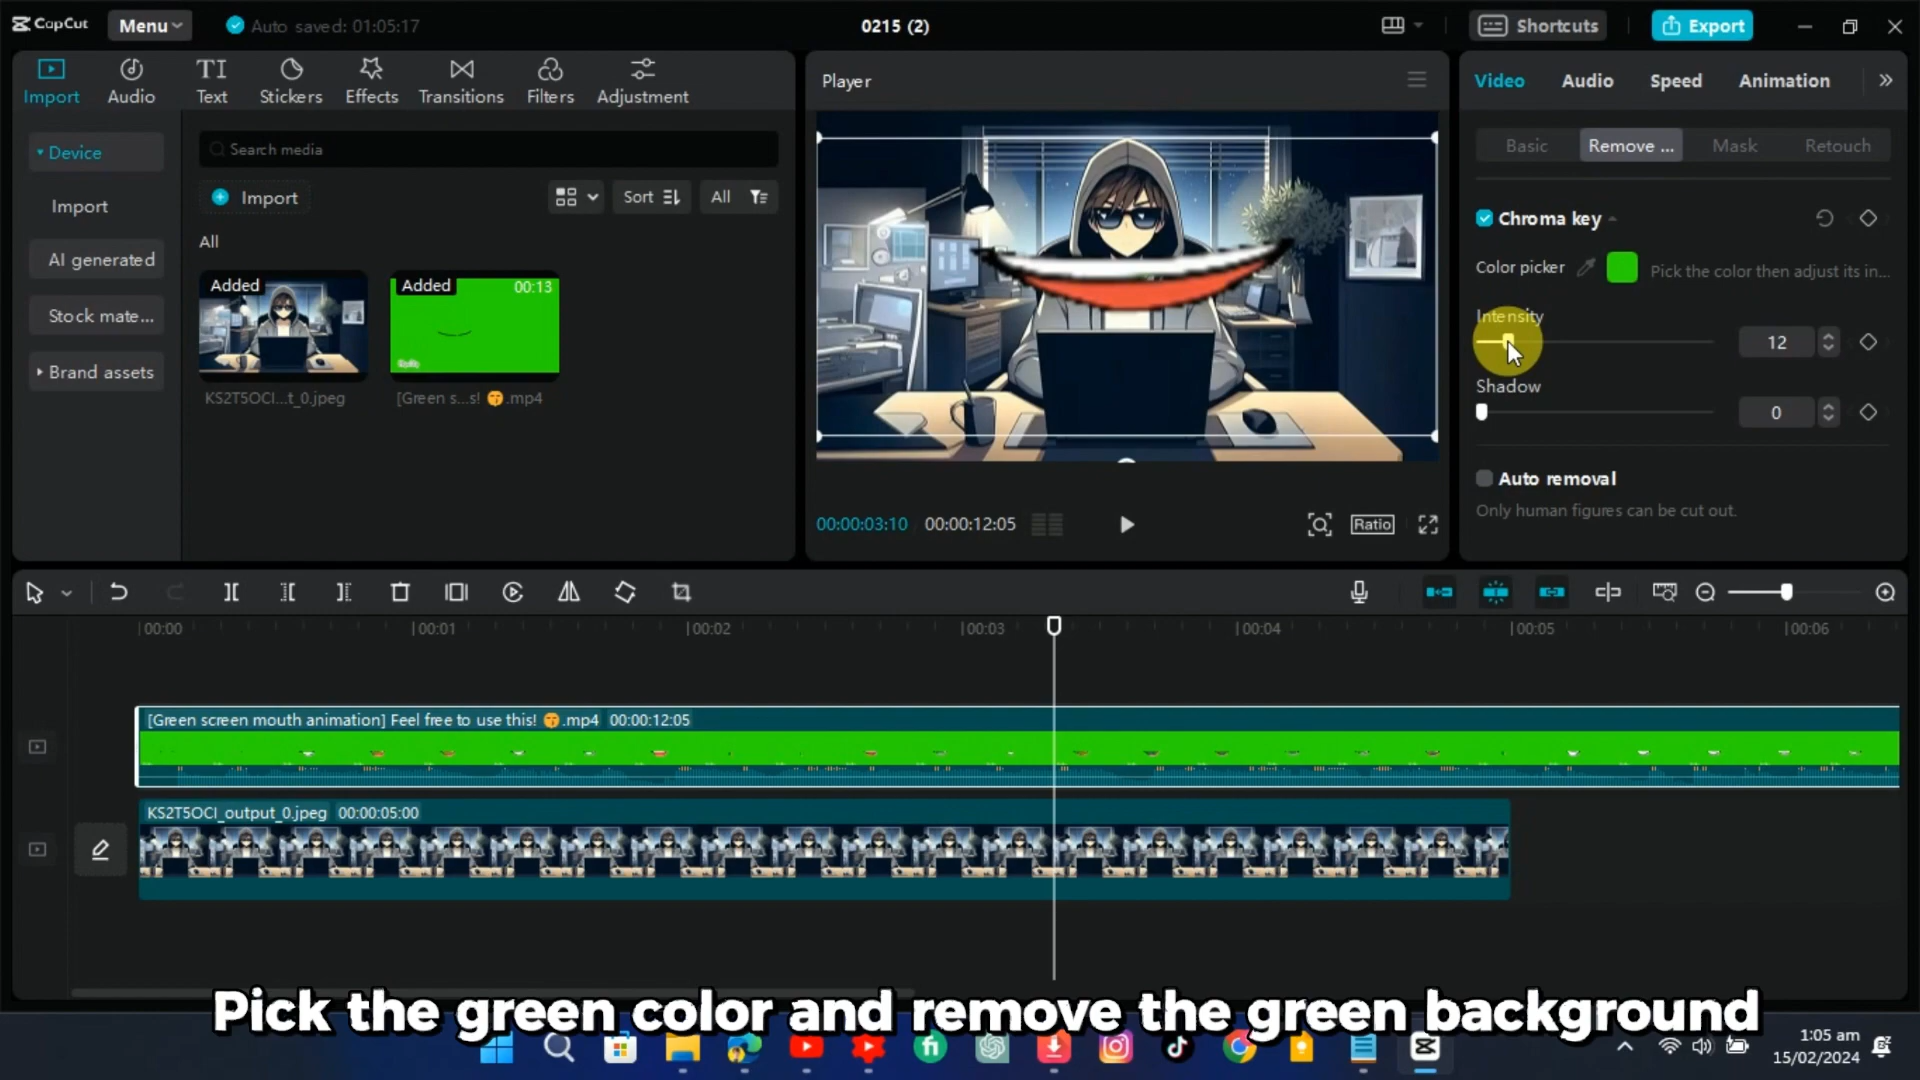 CapCut
Menu
Auto saved: 01:05:17
0215 (2)
Shortcuts
Export
Import
Audio
TI
Text
Stickers
Effects
Transitions
Filters
Adjustment
Player
Video
Audio
Speed
Animation
Device
Import
AI generated
Stock mate...
Brand assets
Search media
Import
Sort
All
All
Added
Added
00:13
KS2T5OCI...t_0.jpeg
[Green s...s! 😙.mp4
Basic
Remove ...
Mask
Retouch
Chroma key
Color picker
Pick the color then adjust its in...
Intensity
12
Shadow
0
Auto removal
Only human figures can be cut out.
00:00:03:10
00:00:12:05
Ratio
00:00
00:01
00:02
00:03
00:04
00:05
00:06
[Green screen mouth animation] Feel free to use this! 😙.mp4 00:00:12:05
KS2T5OCI_output_0.jpeg 00:00:05:00
Pick the green color and remove the green background
1:05 am
15/02/2024